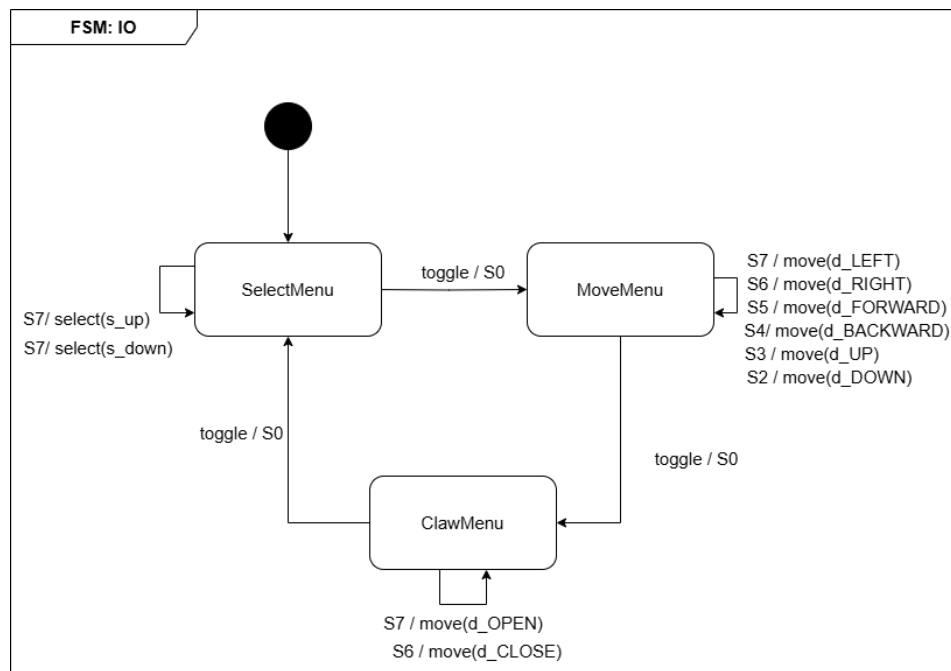 FSM: IO
SelectMenu
toggle / S0
MoveMenu
S7 / move(d_LEFT)
S6 / move(d_RIGHT)
S5 / move(d_FORWARD)
S4/ move(d_BACKWARD)
S3 / move(d_UP)
S2 / move(d_DOWN)
S7/ select(s_up)
S7/ select(s_down)
toggle / S0
toggle / S0
ClawMenu
S7 / move(d_OPEN)
S6 / move(d_CLOSE)